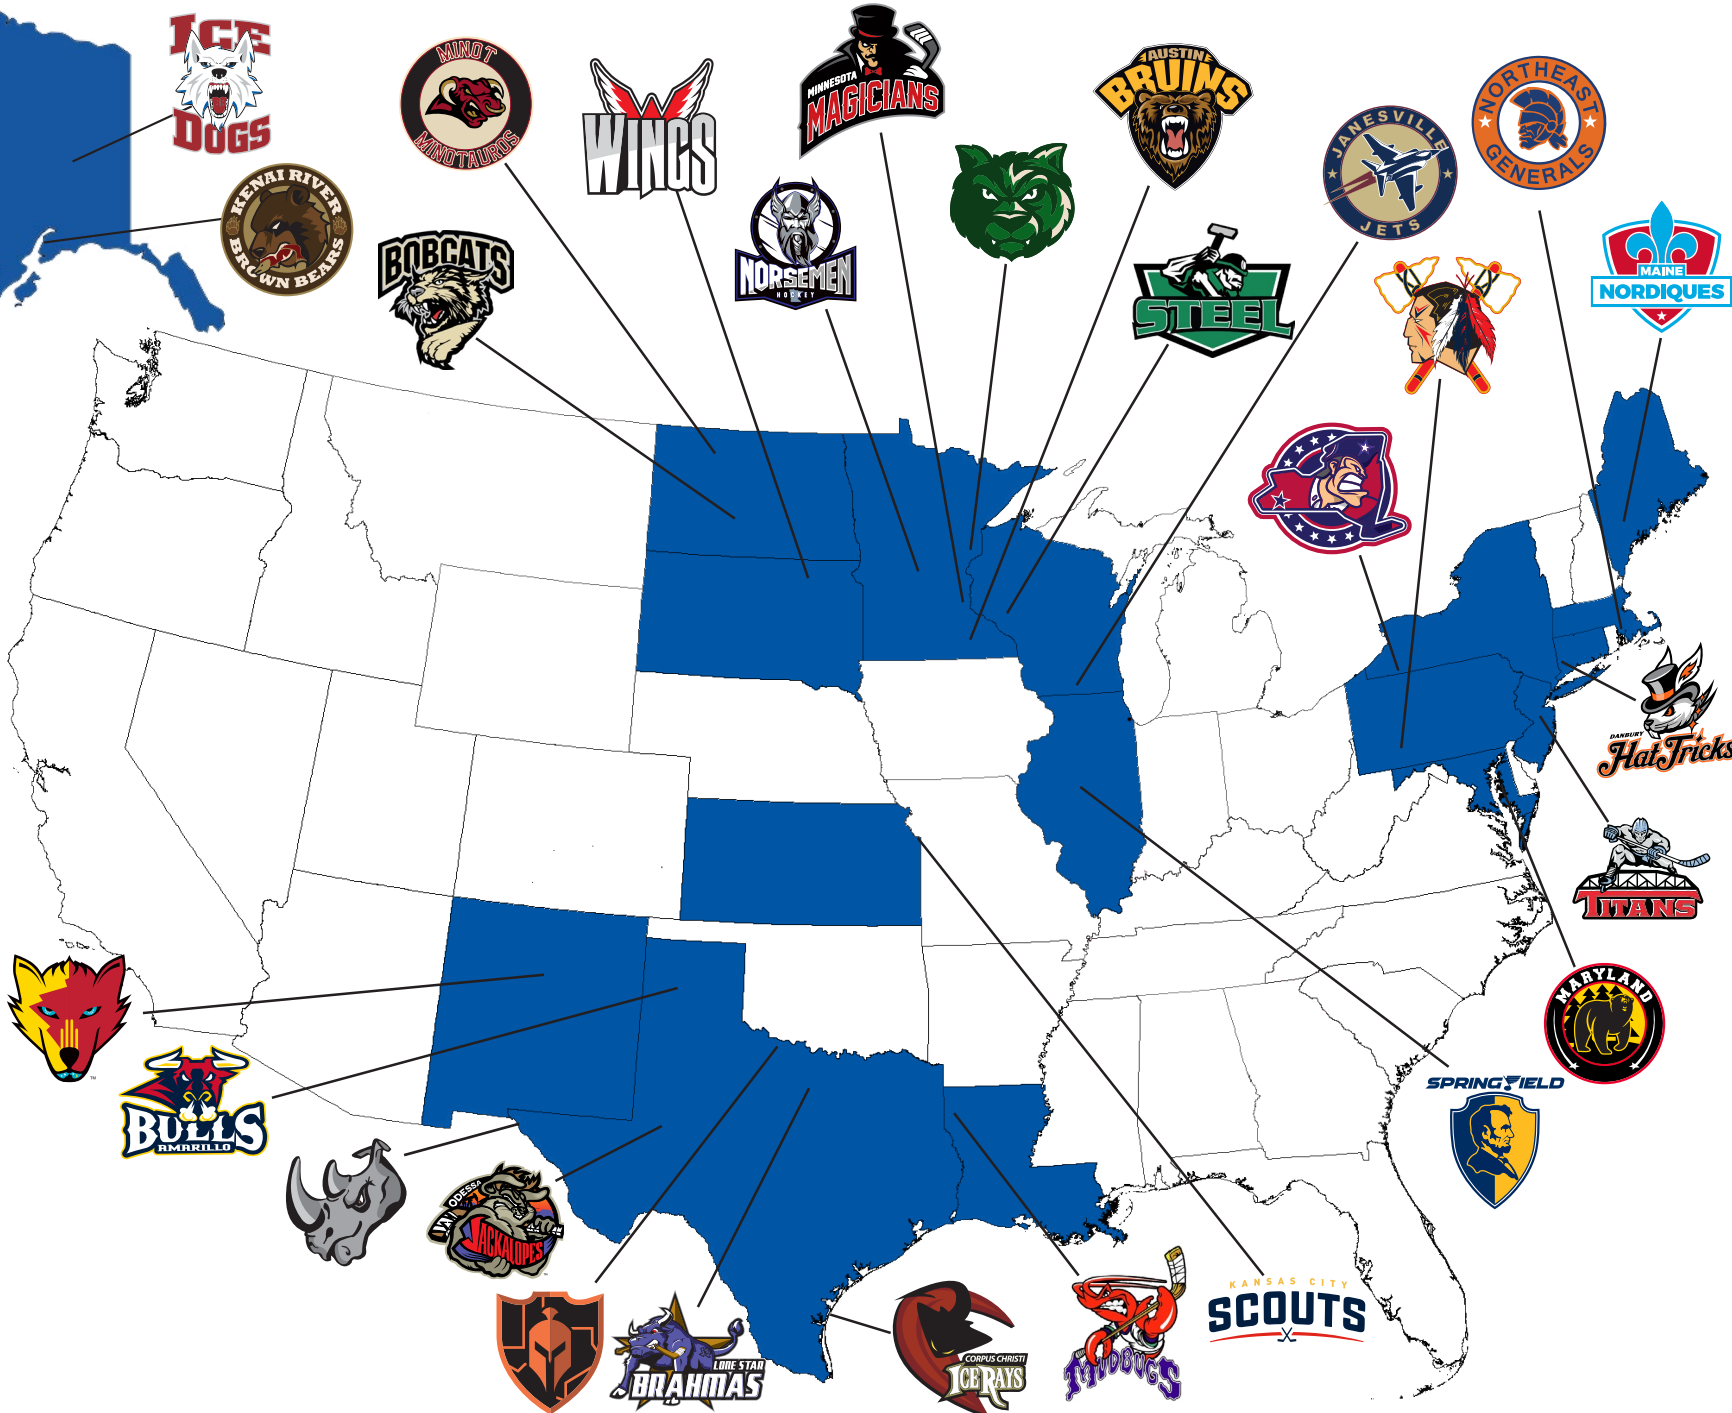 ICE
DOGS
KENAI RIVER
BROWN BEARS
MINOT
MINOTAUROS
BOBCATS
WINGS
NORSEMEN
HOCKEY
MINNESOTA
MAGICIANS
AUSTIN
BRUINS
STEEL
JANESVILLE
JETS
NORTHEAST
GENERALS
MAINE
NORDIQUES
DANBURY
Hat Tricks
TITANS
MARYLAND
SPRINGFIELD
KANSAS CITY
SCOUTS
MUDBUGS
CORPUS CHRISTI
ICERAYS
LONE STAR
BRAHMAS
ODESSA
JACKALOPES
BULLS
AMARILLO
TM